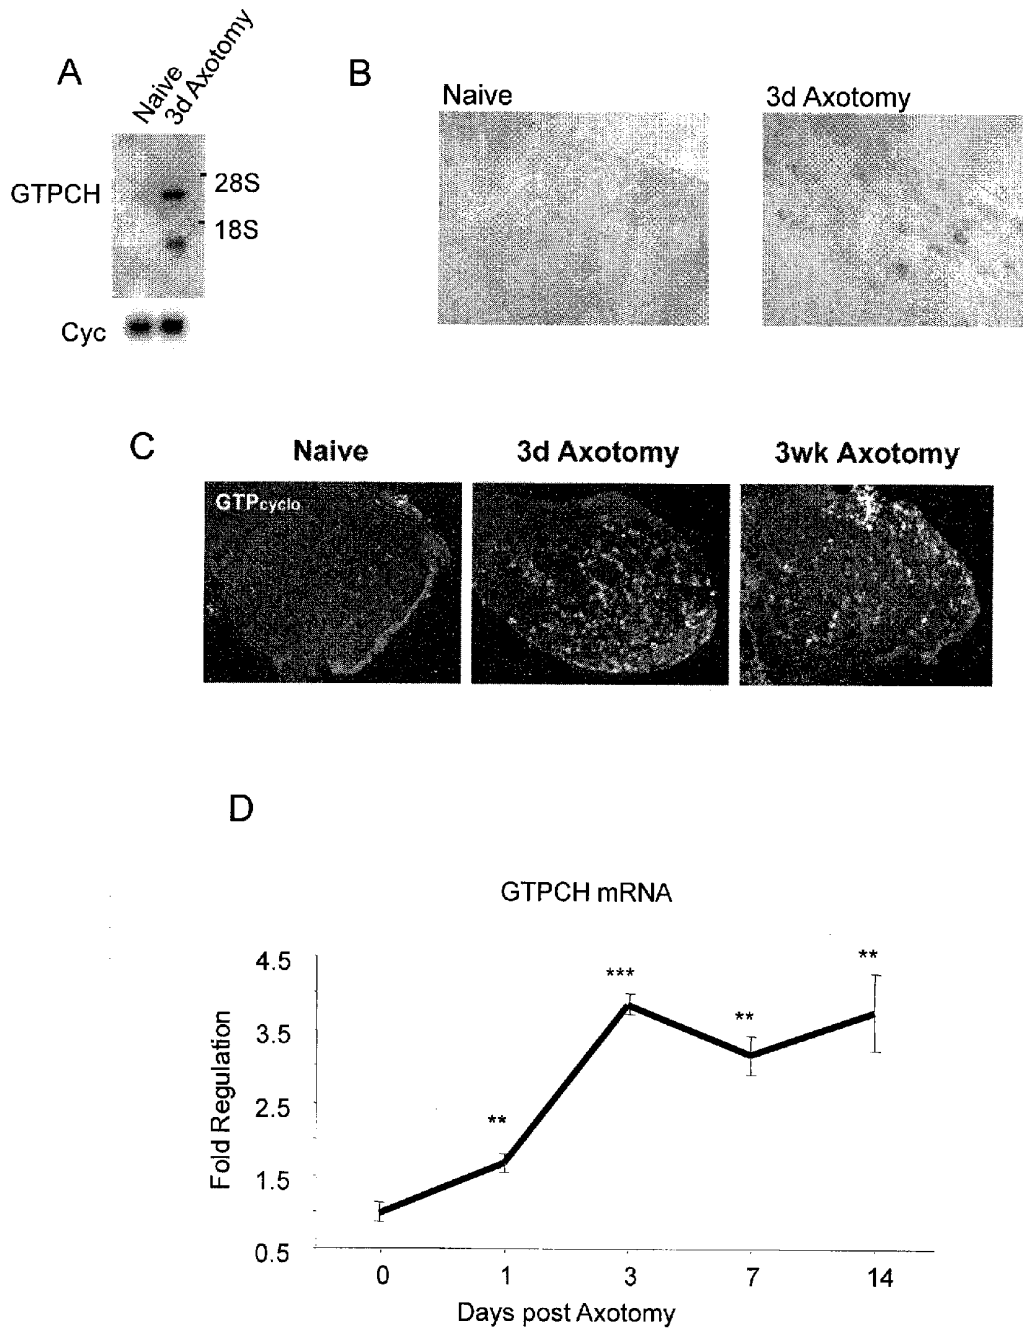 A
Naive
3d Axotomy
GTPCH
28S
18S
Cyc
B
Naive
3d Axotomy
C
Naive
3d Axotomy
3wk Axotomy
GTPcyclo
D
GTPCH mRNA
Fold Regulation
4.5
3.5
2.5
1.5
0.5
**
***
**
**
0 1 3 7 14
Days post Axotomy